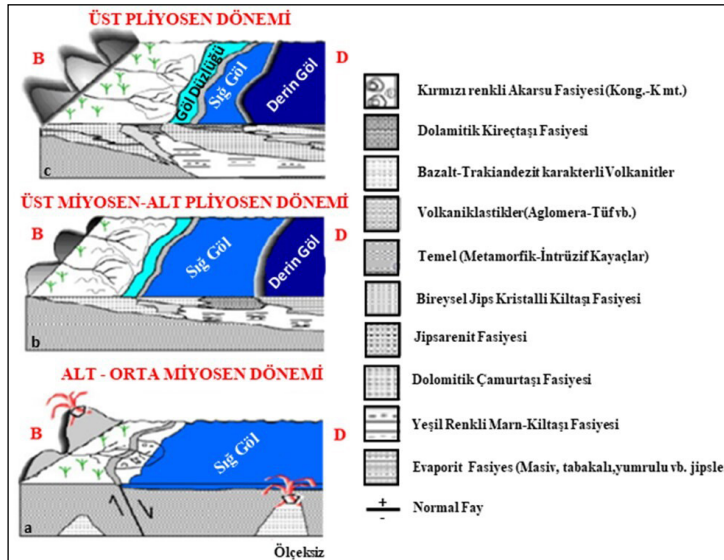 ÜST PLİYOSEN DÖNEMİ
B
D
Göl Düzlüğü
Sığ Göl
Derin Göl
c
ÜST MİYOSEN-ALT PLİYOSEN DÖNEMİ
B
D
Sığ Göl
Derin Göl
b
ALT - ORTA MİYOSEN DÖNEMİ
B
D
Sığ Göl
a
Ölçeksiz
Kırmızı renkli Akarsu Fasiyesi (Kong.-K mt.)
Dolamitik Kireçtaşı Fasiyesi
Bazalt-Trakiandezit karakterli Volkanitler
Volkaniklastikler(Aglomera-Tüf vb.)
Temel (Metamorfik-İntrüzif Kayaçlar)
Bireysel Jips Kristalli Kiltaşı Fasiyesi
Jipsarenit Fasiyesi
Dolomitik Çamurtaşı Fasiyesi
Yeşil Renkli Marn-Kiltaşı Fasiyesi
Evaporit Fasiyes (Masiv, tabakalı,yumrulu vb. jipsle
+
-
Normal Fay